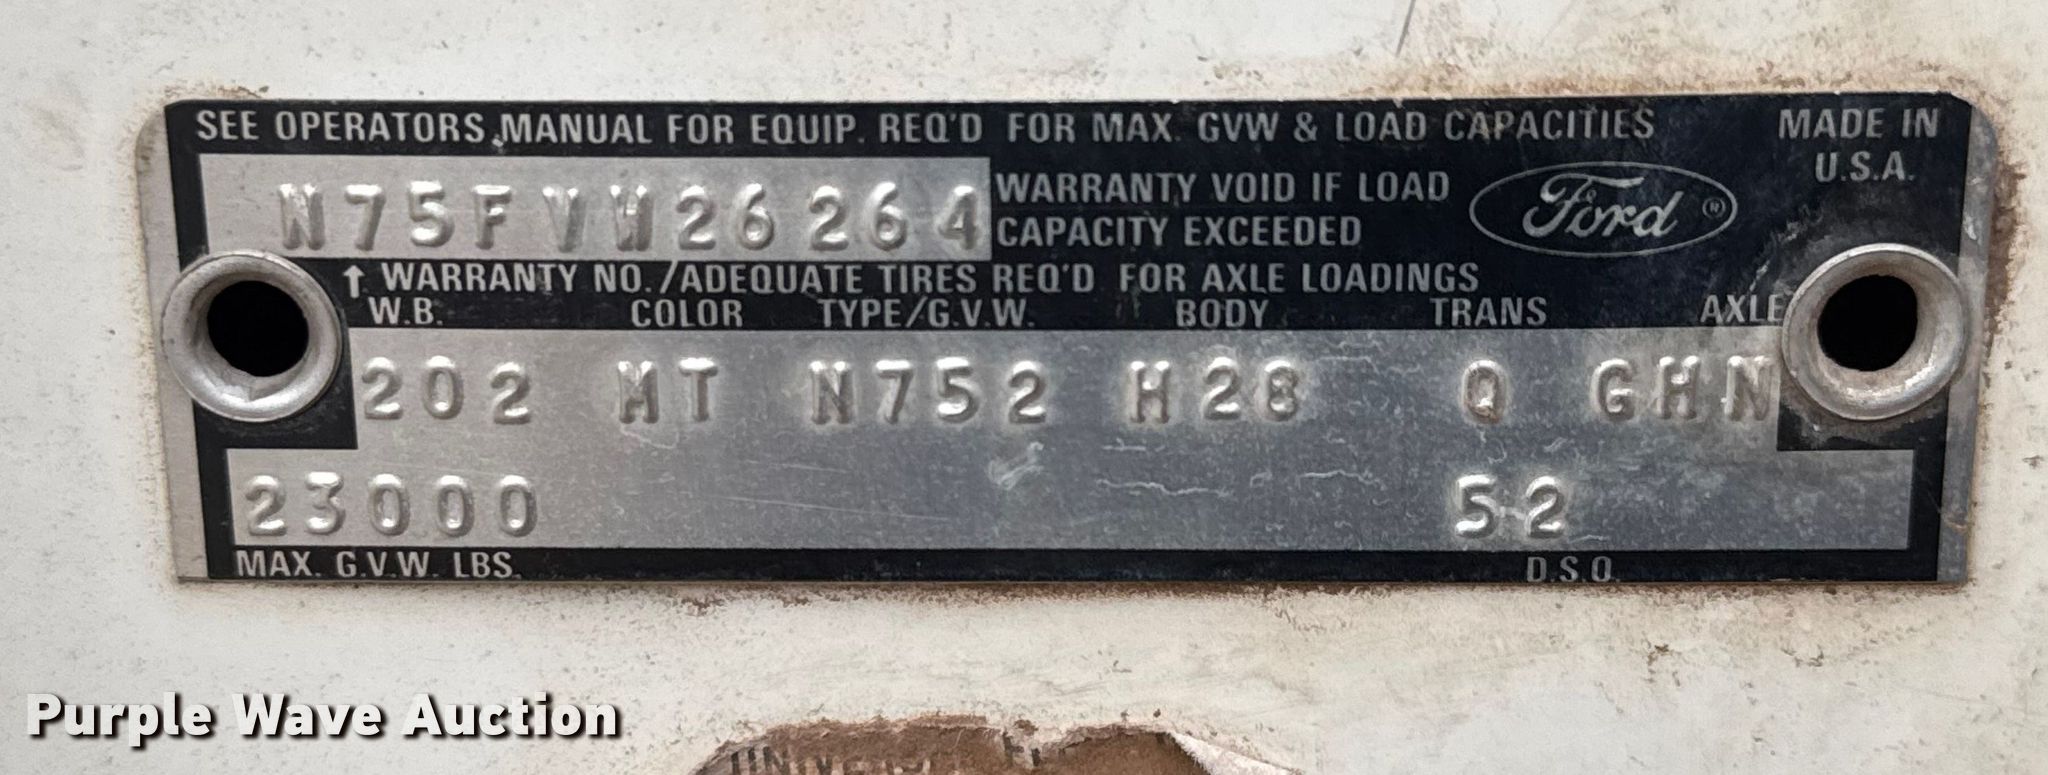 SEE OPERATORS MANUAL FOR EQUIP. REQ'D FOR MAX. GVW & LOAD CAPACITIES
MADE IN
U.S.A.
N75FVW26264
WARRANTY VOID IF LOAD
CAPACITY EXCEEDED
Ford ®
↑ WARRANTY NO./ADEQUATE TIRES REQ'D FOR AXLE LOADINGS
W.B. COLOR TYPE/G.V.W. BODY TRANS AXLE
202 MT N752 H28 Q GHN
23000 52
MAX. G.V.W. LBS. D.S.O.
Purple Wave Auction